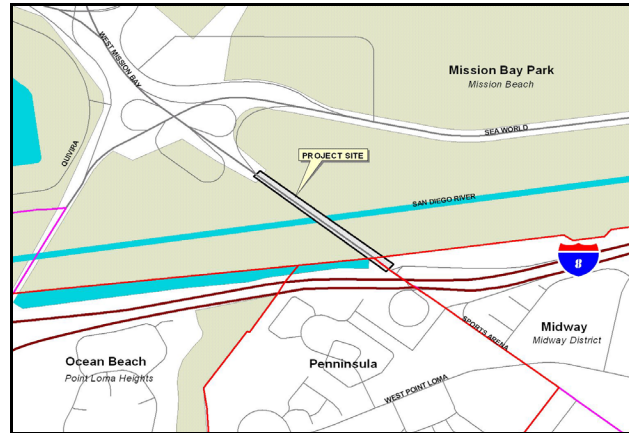 WEST MISSION BAY
Mission Bay Park
Mission Beach
SEA WORLD
QUIVIRA
PROJECT SITE
SAN DIEGO RIVER
8
SPORTS ARENA
Midway
Midway District
Ocean Beach
Point Loma Heights
Penninsula
WEST POINT LOMA